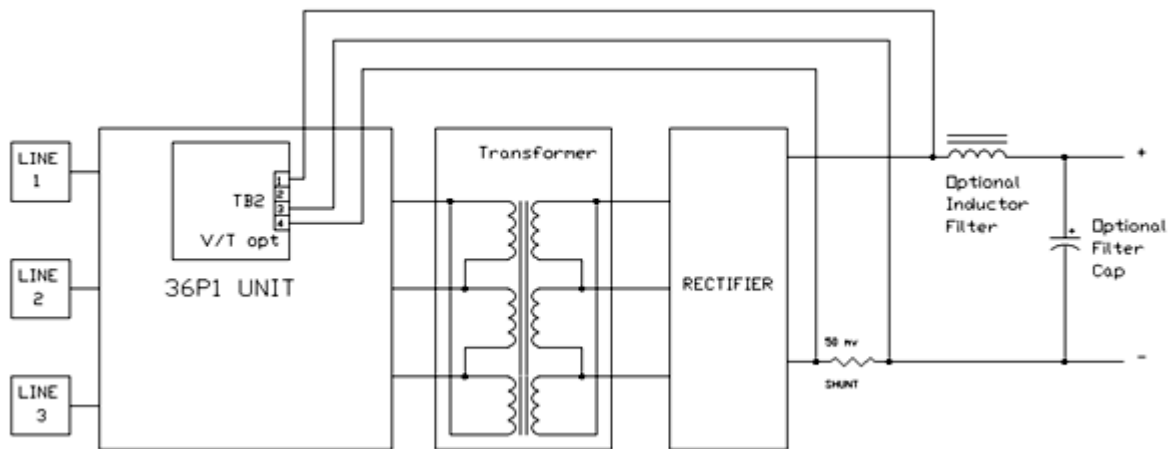 LINE
1
LINE
2
LINE
3
TB2
1
2
3
4
V/T opt
36P1 UNIT
Transformer
RECTIFIER
50 mv
SHUNT
Optional
Inductor
Filter
+
+
Optional
Filter
Cap
-